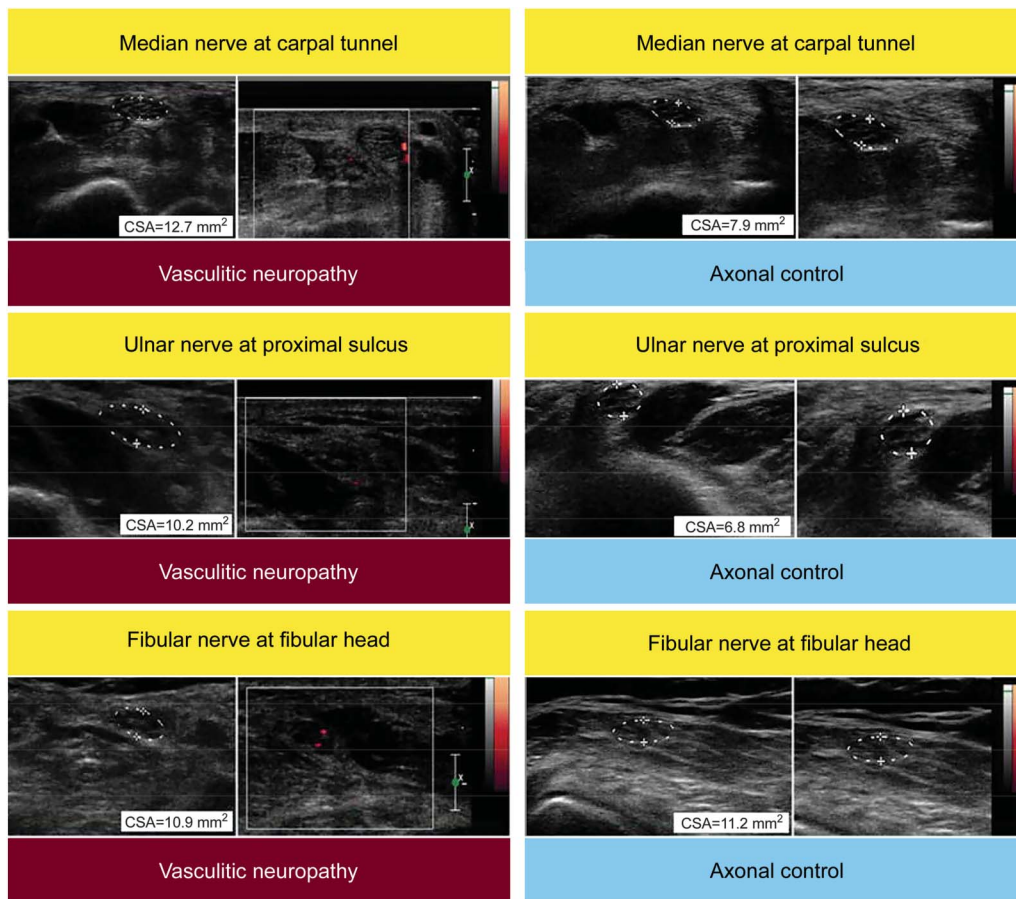 Median nerve at carpal tunnel
Median nerve at carpal tunnel
CSA=12.7 mm²
CSA=7.9 mm²
Vasculitic neuropathy
Axonal control
Ulnar nerve at proximal sulcus
Ulnar nerve at proximal sulcus
CSA=10.2 mm²
CSA=6.8 mm²
Vasculitic neuropathy
Axonal control
Fibular nerve at fibular head
Fibular nerve at fibular head
CSA=10.9 mm²
CSA=11.2 mm²
Vasculitic neuropathy
Axonal control